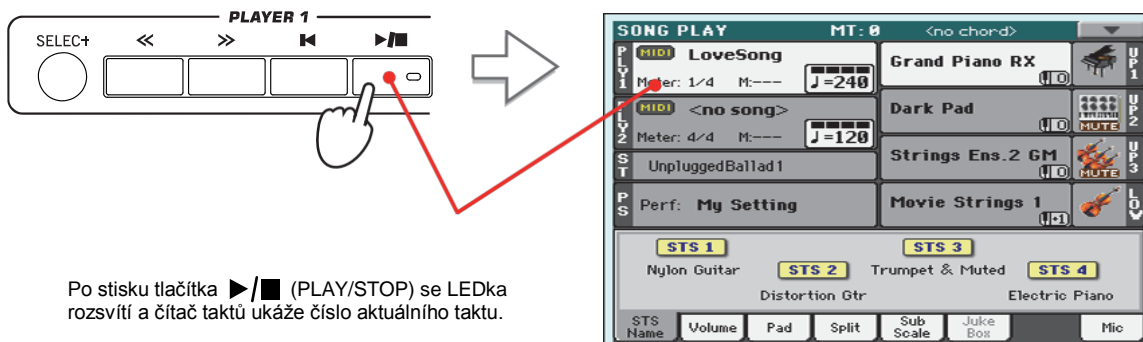 PLAYER 1
SELECT
SONG PLAY MT: 0 <no chord>
PLY1
MIDI LoveSong
Meter: 1/4 M:--- ♩=240
Grand Piano RX
0
UP1
PLY2
MIDI <no song>
Meter: 4/4 M:--- ♩=120
Dark Pad
0
MUTE
UP2
ST
UnpluggedBallad1
Strings Ens.2 GM
0
MUTE
UP3
PS
Perf: My Setting
Movie Strings 1
+1
LOW
STS 1 STS 3
Nylon Guitar STS 2 Trumpet & Muted STS 4
Distortion Gtr Electric Piano
STS Name Volume Pad Split Sub Scale Juke Box Mic
Po stisku tlačítka ►/■ (PLAY/STOP) se LEDka
rozsvítí a čítač taktů ukáže číslo aktuálního taktu.